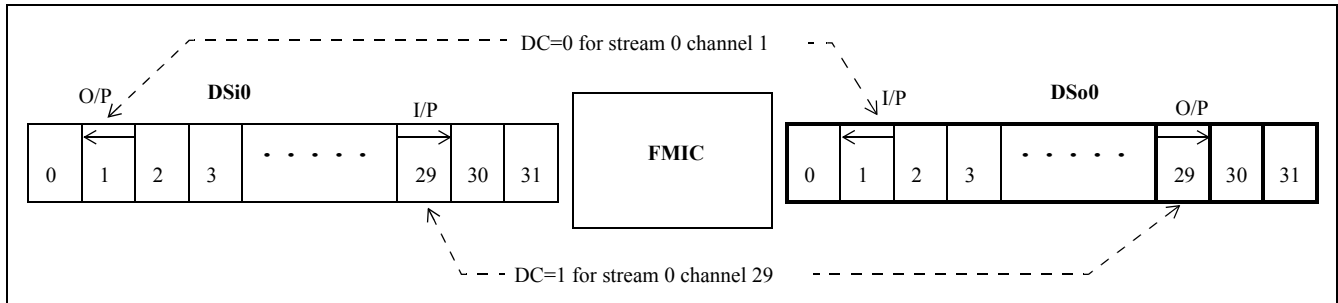 DC=0 for stream 0 channel 1
O/P DSi0 I/P I/P DSo0 O/P
0 1 2 3 . . . . . 29 30 31 FMIC 0 1 2 3 . . . . . 29 30 31
DC=1 for stream 0 channel 29